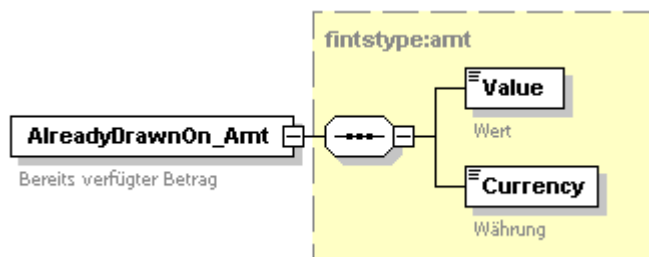 fintstype:amt
Value
Wert
AlreadyDrawnOn_Amt
Bereits verfügter Betrag
Currency
Währung